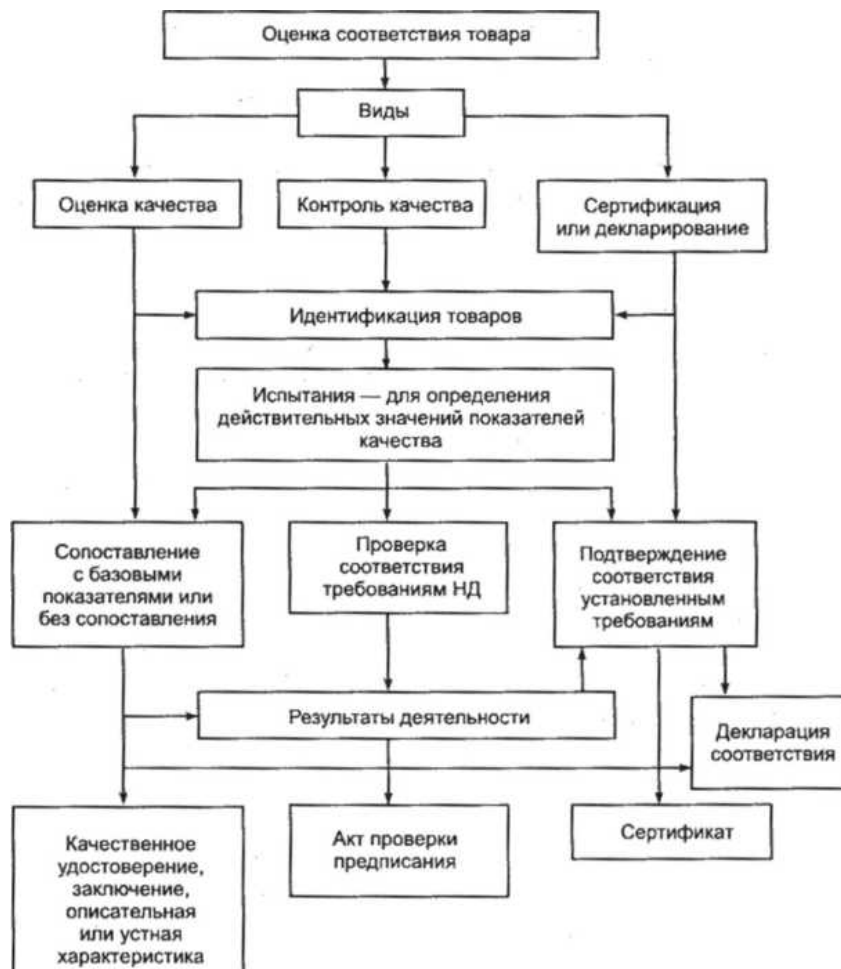 Оценка соответствия товара
Виды
Оценка качества
Контроль качества
Сертификация
или декларирование
Идентификация товаров
Испытания — для определения
действительных значений показателей
качества
Сопоставление
с базовыми
показателями или
без сопоставления
Проверка
соответствия
требованиям НД
Подтверждение
соответствия
установленным
требованиям
Результаты деятельности
Декларация
соответствия
Качественное
удостоверение,
заключение,
описательная
или устная
характеристика
Акт проверки
предписания
Сертификат